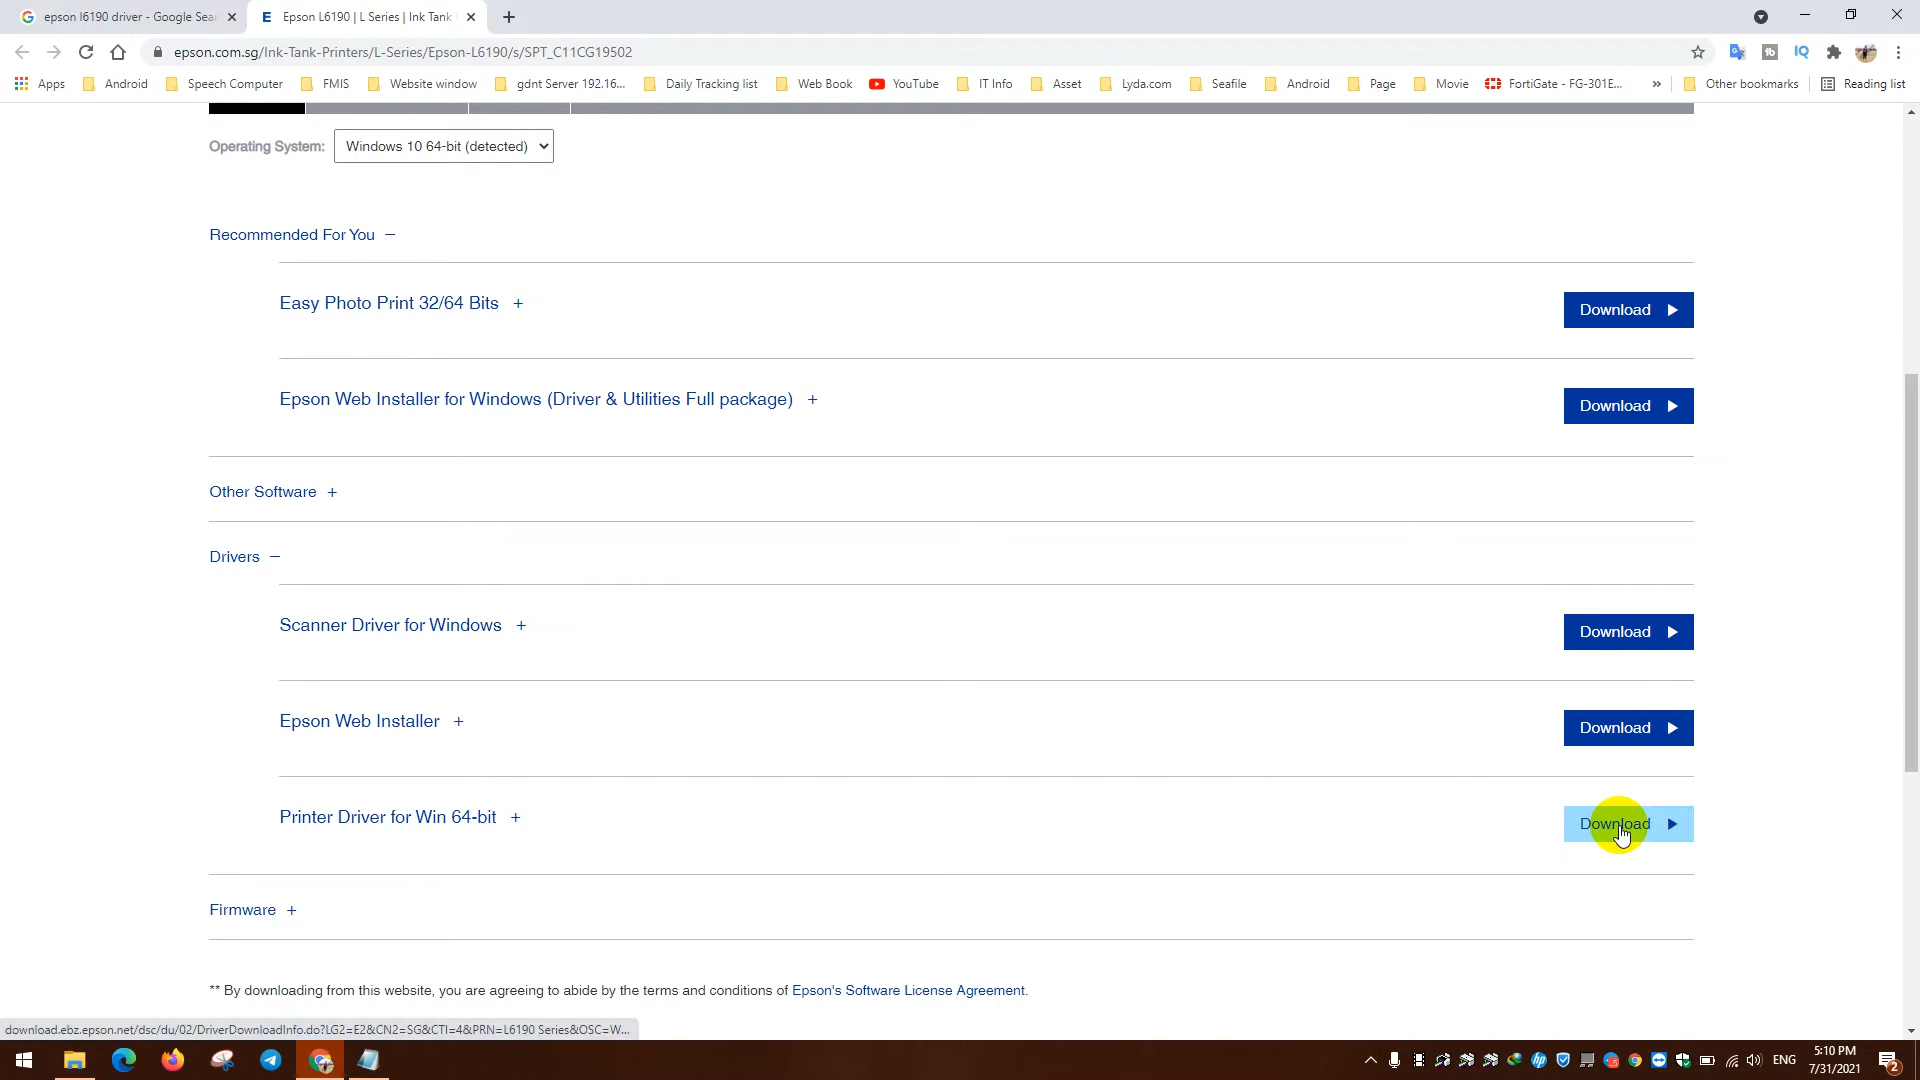 epson l6190 driver - Google Sear
Epson L6190 | L Series | Ink Tank
epson.com.sg/Ink-Tank-Printers/L-Series/Epson-L6190/s/SPT_C11CG19502
Apps Android Speech Computer FMIS Website window gdnt Server 192.16... Daily Tracking list Web Book YouTube IT Info Asset Lyda.com Seafile Android Page Movie FortiGate - FG-301E... » Other bookmarks Reading list
Operating System: Windows 10 64-bit (detected)
Recommended For You −
Easy Photo Print 32/64 Bits + Download
Epson Web Installer for Windows (Driver & Utilities Full package) + Download
Other Software +
Drivers −
Scanner Driver for Windows + Download
Epson Web Installer + Download
Printer Driver for Win 64-bit + Download
Firmware +
** By downloading from this website, you are agreeing to abide by the terms and conditions of Epson's Software License Agreement.
download.ebz.epson.net/dsc/du/02/DriverDownloadInfo.do?LG2=E2&CN2=SG&CTI=4&PRN=L6190 Series&OSC=W...
ENG
5:10 PM
7/31/2021
2